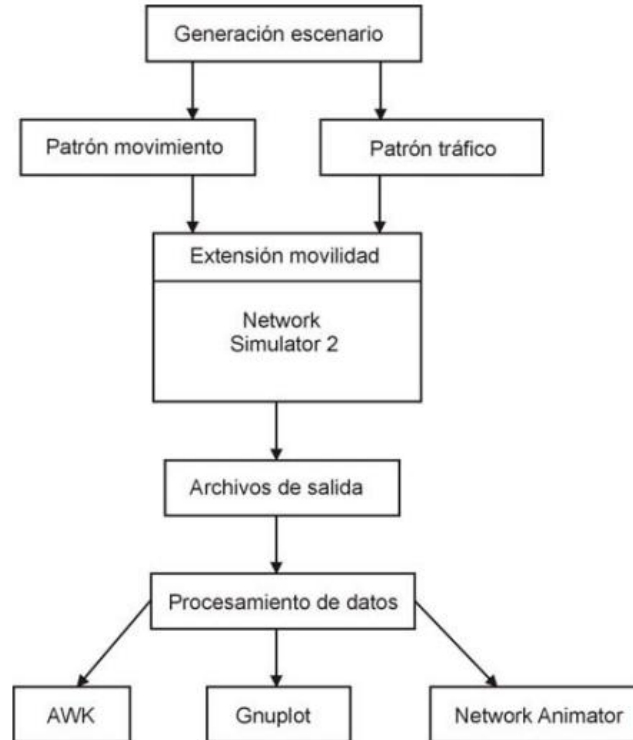 Generación escenario
Patrón movimiento
Patrón tráfico
Extensión movilidad
Network
Simulator 2
Archivos de salida
Procesamiento de datos
AWK
Gnuplot
Network Animator